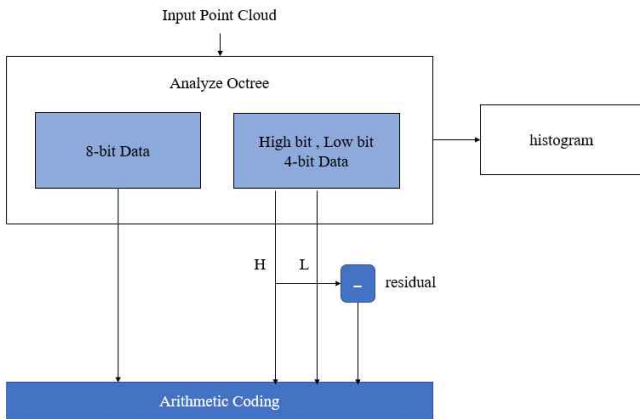 Input Point Cloud
Analyze Octree
8-bit Data
High bit , Low bit
4-bit Data
histogram
H
L
–
residual
Arithmetic Coding